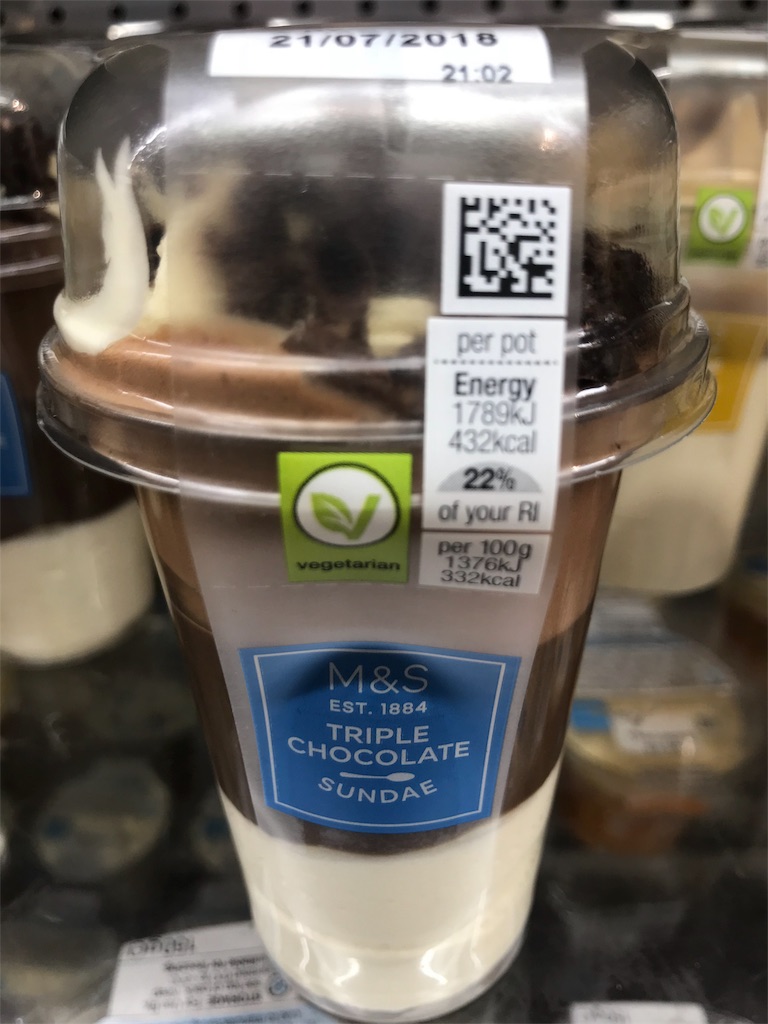 21/07/2018
21:02
per pot
Energy
1789kJ
432kcal
22%
of your RI
per 100g
1376kJ
332kcal
vegetarian
M&S
EST. 1884
TRIPLE
CHOCOLATE
SUNDAE